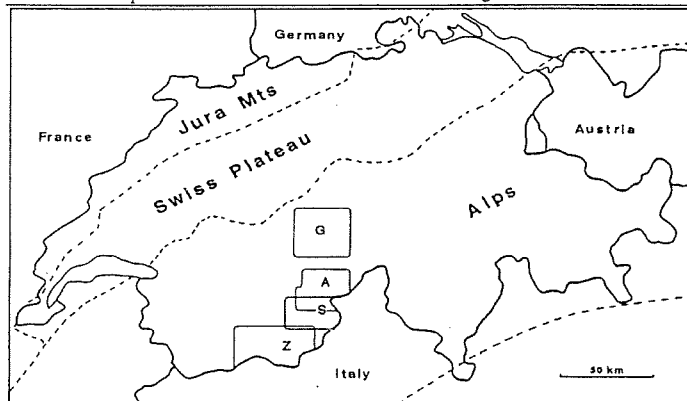 Germany
Jura Mts
France
Austria
Swiss Plateau
Alps
G
A
S
Z
Italy
50 km